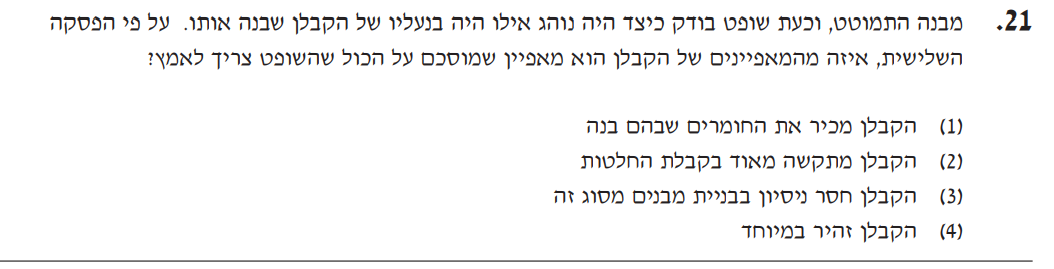 21. מבנה התמוטט, וכעת שופט בודק כיצד היה נוהג אילו היה בנעליו של הקבלן שבנה אותו. על פי הפסקה
השלישית, איזה מהמאפיינים של הקבלן הוא מאפיין שמוסכם על הכול שהשופט צריך לאמץ?
(1) הקבלן מכיר את החומרים שבהם בנה
(2) הקבלן מתקשה מאוד בקבלת החלטות
(3) הקבלן חסר ניסיון בבניית מבנים מסוג זה
(4) הקבלן זהיר במיוחד